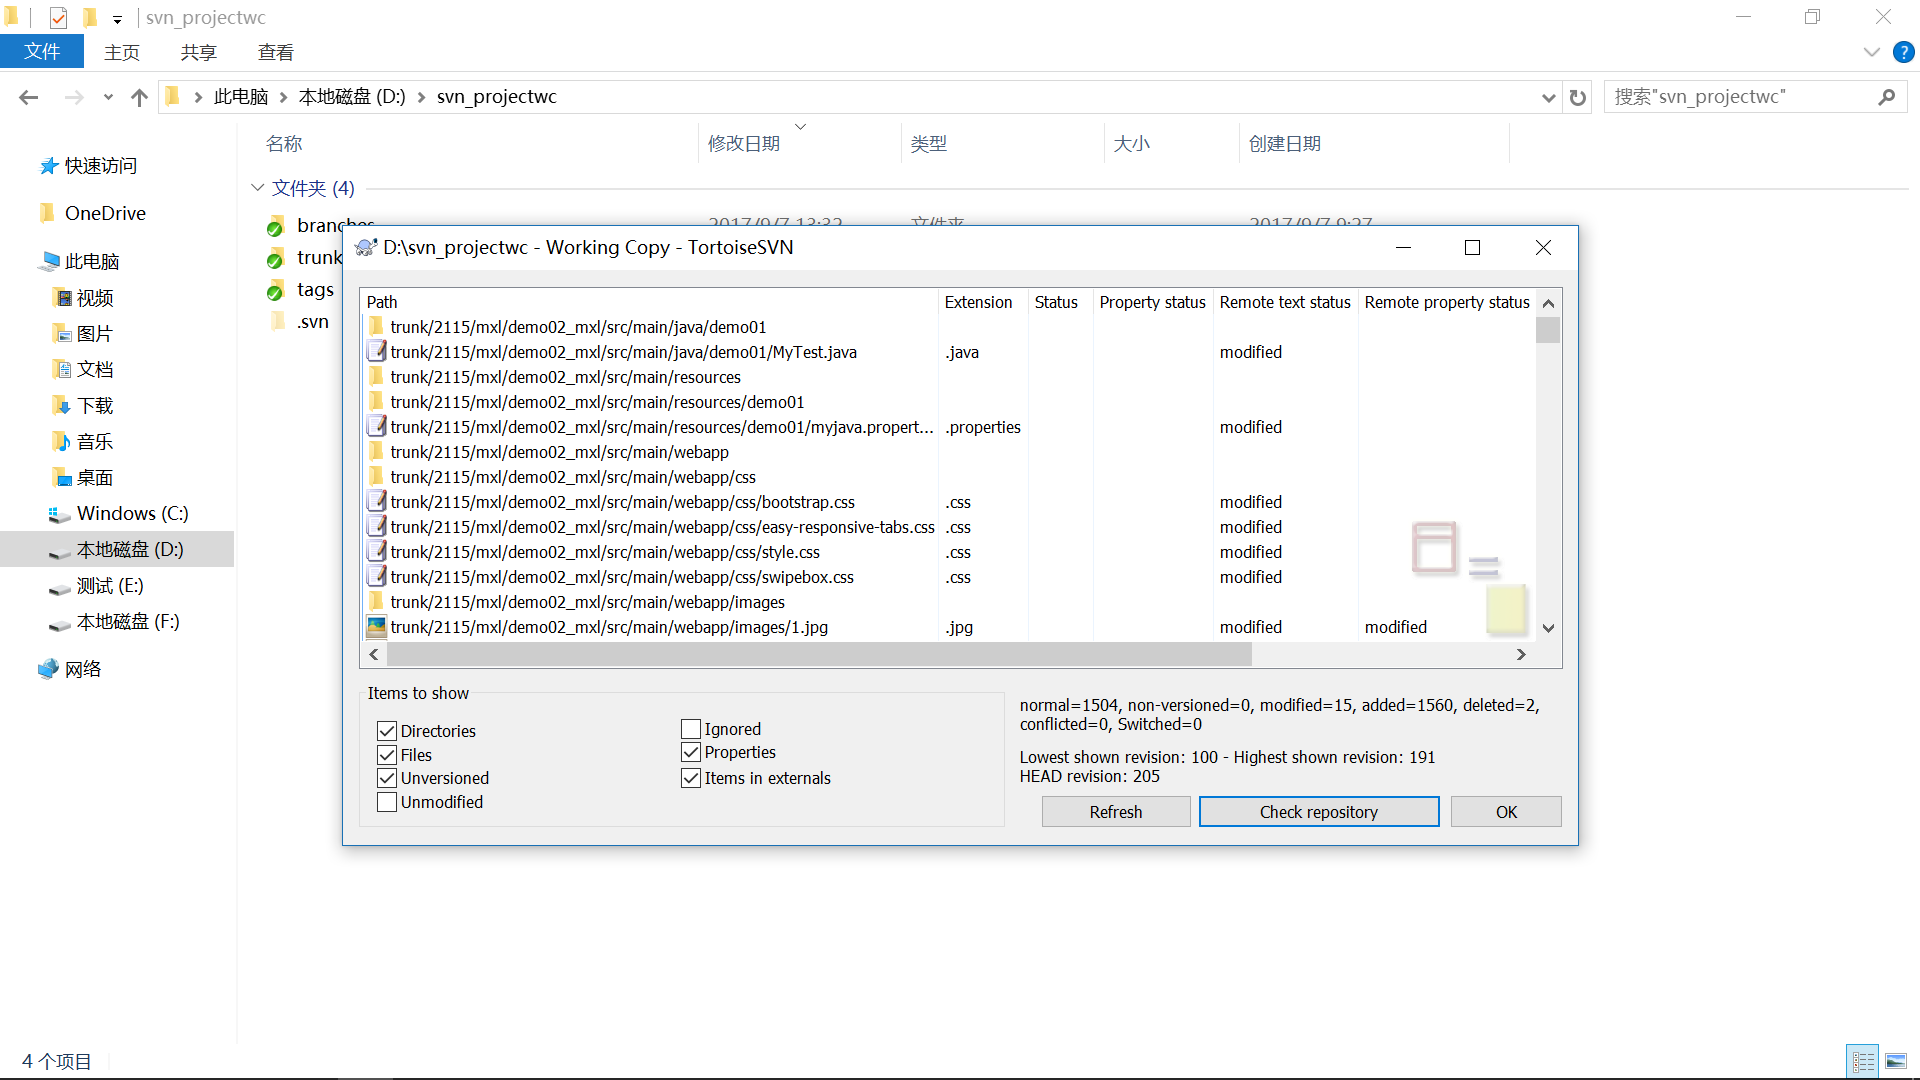 svn_projectwc
文件 主页 共享 查看
此电脑 本地磁盘 (D:) svn_projectwc
搜索"svn_projectwc"
名称 修改日期 类型 大小 创建日期
快速访问
OneDrive
此电脑
视频
图片
文档
下载
音乐
桌面
Windows (C:)
本地磁盘 (D:)
测试 (E:)
本地磁盘 (F:)
网络
文件夹 (4)
branches 2017/9/7 13:32 文件夹 2017/9/7 9:27
trunk
tags
.svn
D:\svn_projectwc - Working Copy - TortoiseSVN
Path Extension Status Property status Remote text status Remote property status
trunk/2115/mxl/demo02_mxl/src/main/java/demo01
trunk/2115/mxl/demo02_mxl/src/main/java/demo01/MyTest.java .java modified
trunk/2115/mxl/demo02_mxl/src/main/resources
trunk/2115/mxl/demo02_mxl/src/main/resources/demo01
trunk/2115/mxl/demo02_mxl/src/main/resources/demo01/myjava.propert... .properties modified
trunk/2115/mxl/demo02_mxl/src/main/webapp
trunk/2115/mxl/demo02_mxl/src/main/webapp/css
trunk/2115/mxl/demo02_mxl/src/main/webapp/css/bootstrap.css .css modified
trunk/2115/mxl/demo02_mxl/src/main/webapp/css/easy-responsive-tabs.css .css modified
trunk/2115/mxl/demo02_mxl/src/main/webapp/css/style.css .css modified
trunk/2115/mxl/demo02_mxl/src/main/webapp/css/swipebox.css .css modified
trunk/2115/mxl/demo02_mxl/src/main/webapp/images
trunk/2115/mxl/demo02_mxl/src/main/webapp/images/1.jpg .jpg modified modified
Items to show
Directories
Files
Unversioned
Unmodified
Ignored
Properties
Items in externals
normal=1504, non-versioned=0, modified=15, added=1560, deleted=2,
conflicted=0, Switched=0
Lowest shown revision: 100 - Highest shown revision: 191
HEAD revision: 205
Refresh Check repository OK
4 个项目